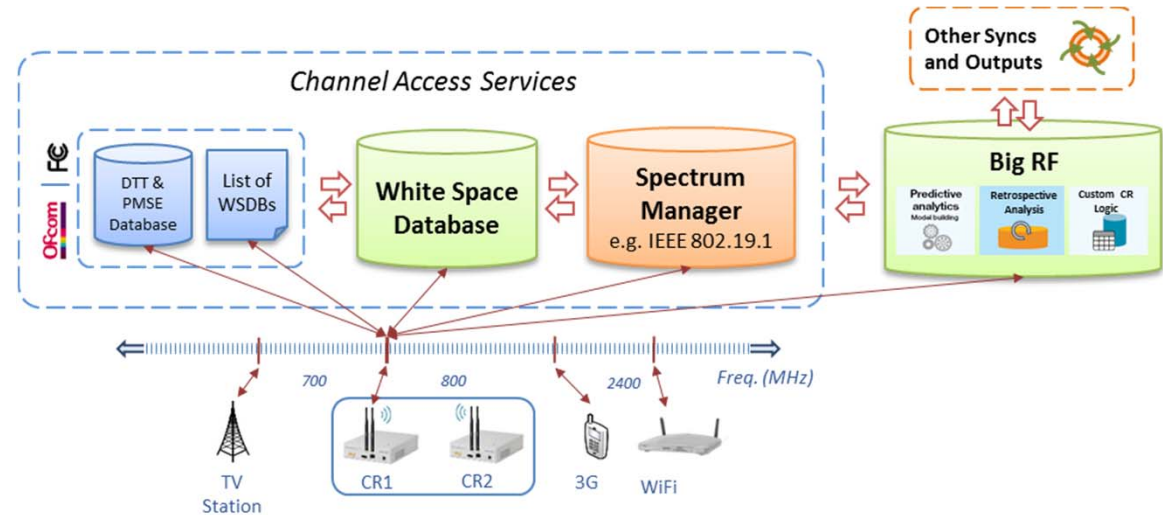 Other Syncs
and Outputs
Channel Access Services
Ofcom
FC
DTT &
PMSE
Database
List of
WSDBs
White Space
Database
Spectrum
Manager
e.g. IEEE 802.19.1
Big RF
Predictive
analytics
Modal building
Retrospective
Analysis
Custom CR
Logic
700
800
2400
Freq. (MHz)
TV
Station
CR1
CR2
3G
WiFi